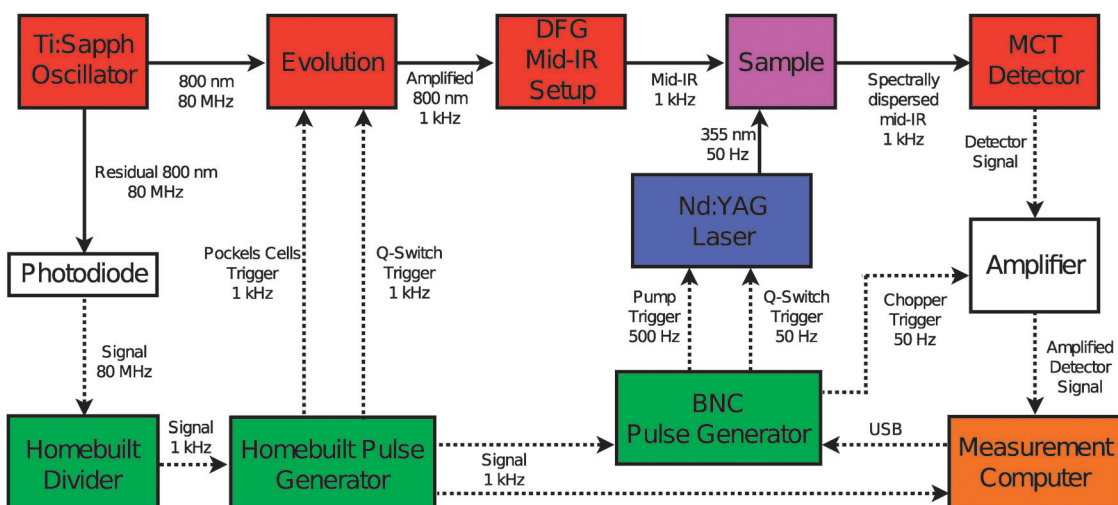 Ti:Sapph
Oscillator
800 nm
80 MHz
Evolution
Amplified
800 nm
1 kHz
DFG
Mid-IR
Setup
Mid-IR
1 kHz
Sample
Spectrally
dispersed
mid-IR
1 kHz
MCT
Detector
Residual 800 nm
80 MHz
355 nm
50 Hz
Detector
Signal
Nd:YAG
Laser
Photodiode
Pockels Cells
Trigger
1 kHz
Q-Switch
Trigger
1 kHz
Pump
Trigger
500 Hz
Q-Switch
Trigger
50 Hz
Chopper
Trigger
50 Hz
Amplifier
Signal
80 MHz
Amplified
Detector
Signal
Homebuilt
Divider
Signal
1 kHz
Homebuilt Pulse
Generator
Signal
1 kHz
BNC
Pulse Generator
USB
Measurement
Computer